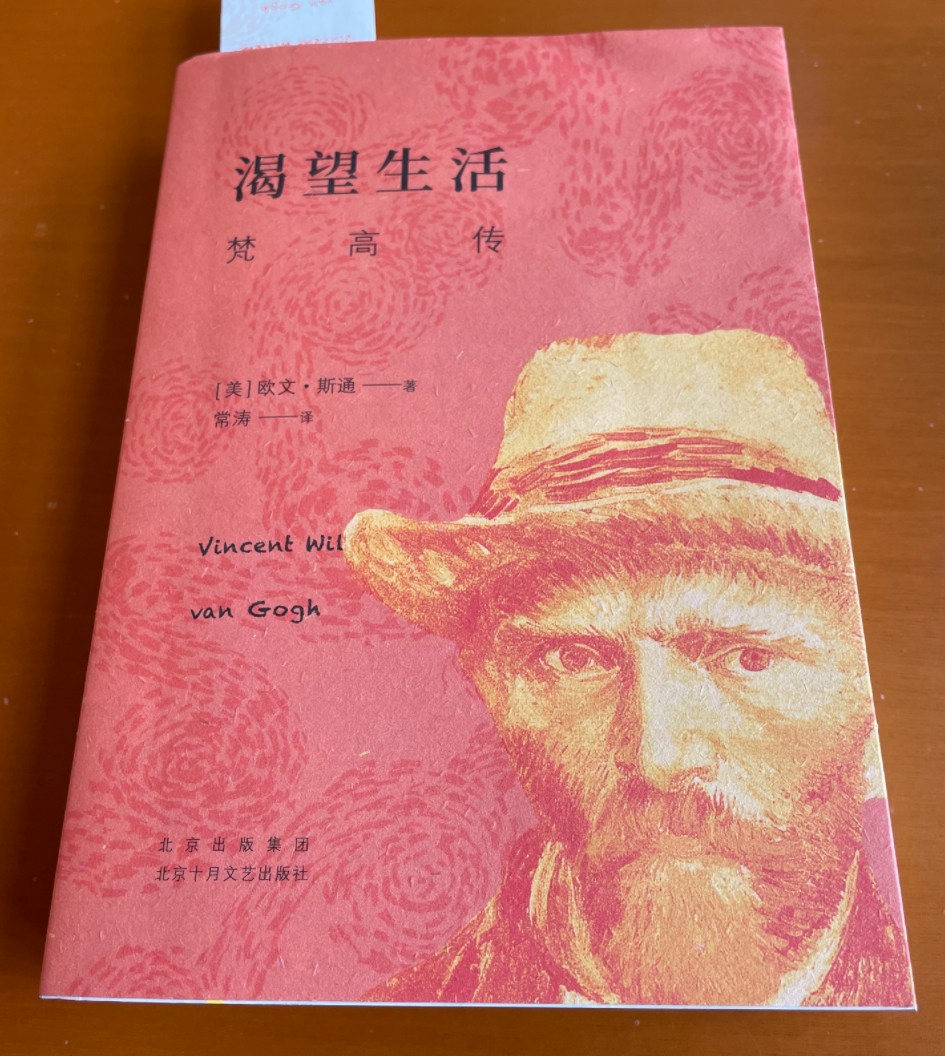 渴望生活
梵高传
[美]欧文·斯通——著
常涛——译
Vincent Wil
van Gogh
北京出版集团
北京十月文艺出版社